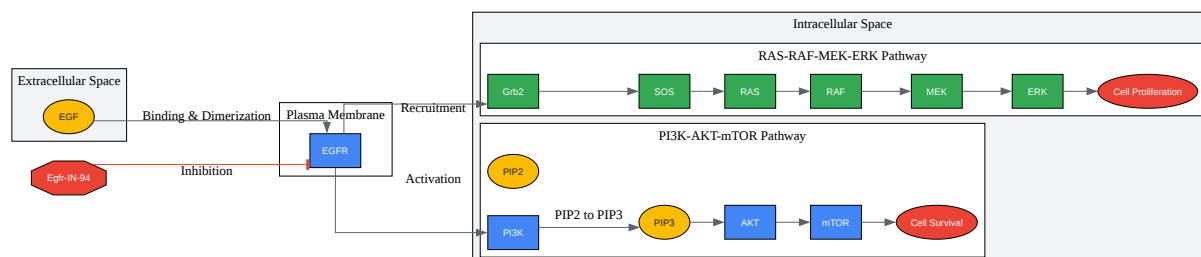 Intracellular Space
RAS-RAF-MEK-ERK Pathway
Extracellular Space
EGF
Binding & Dimerization
Plasma Membrane
EGFR
Recruitment
Grb2
SOS
RAS
RAF
MEK
ERK
Cell Proliferation
Egfr-IN-94
Inhibition
Activation
PI3K-AKT-mTOR Pathway
PIP2
PI3K
PIP2 to PIP3
PIP3
AKT
mTOR
Cell Survival